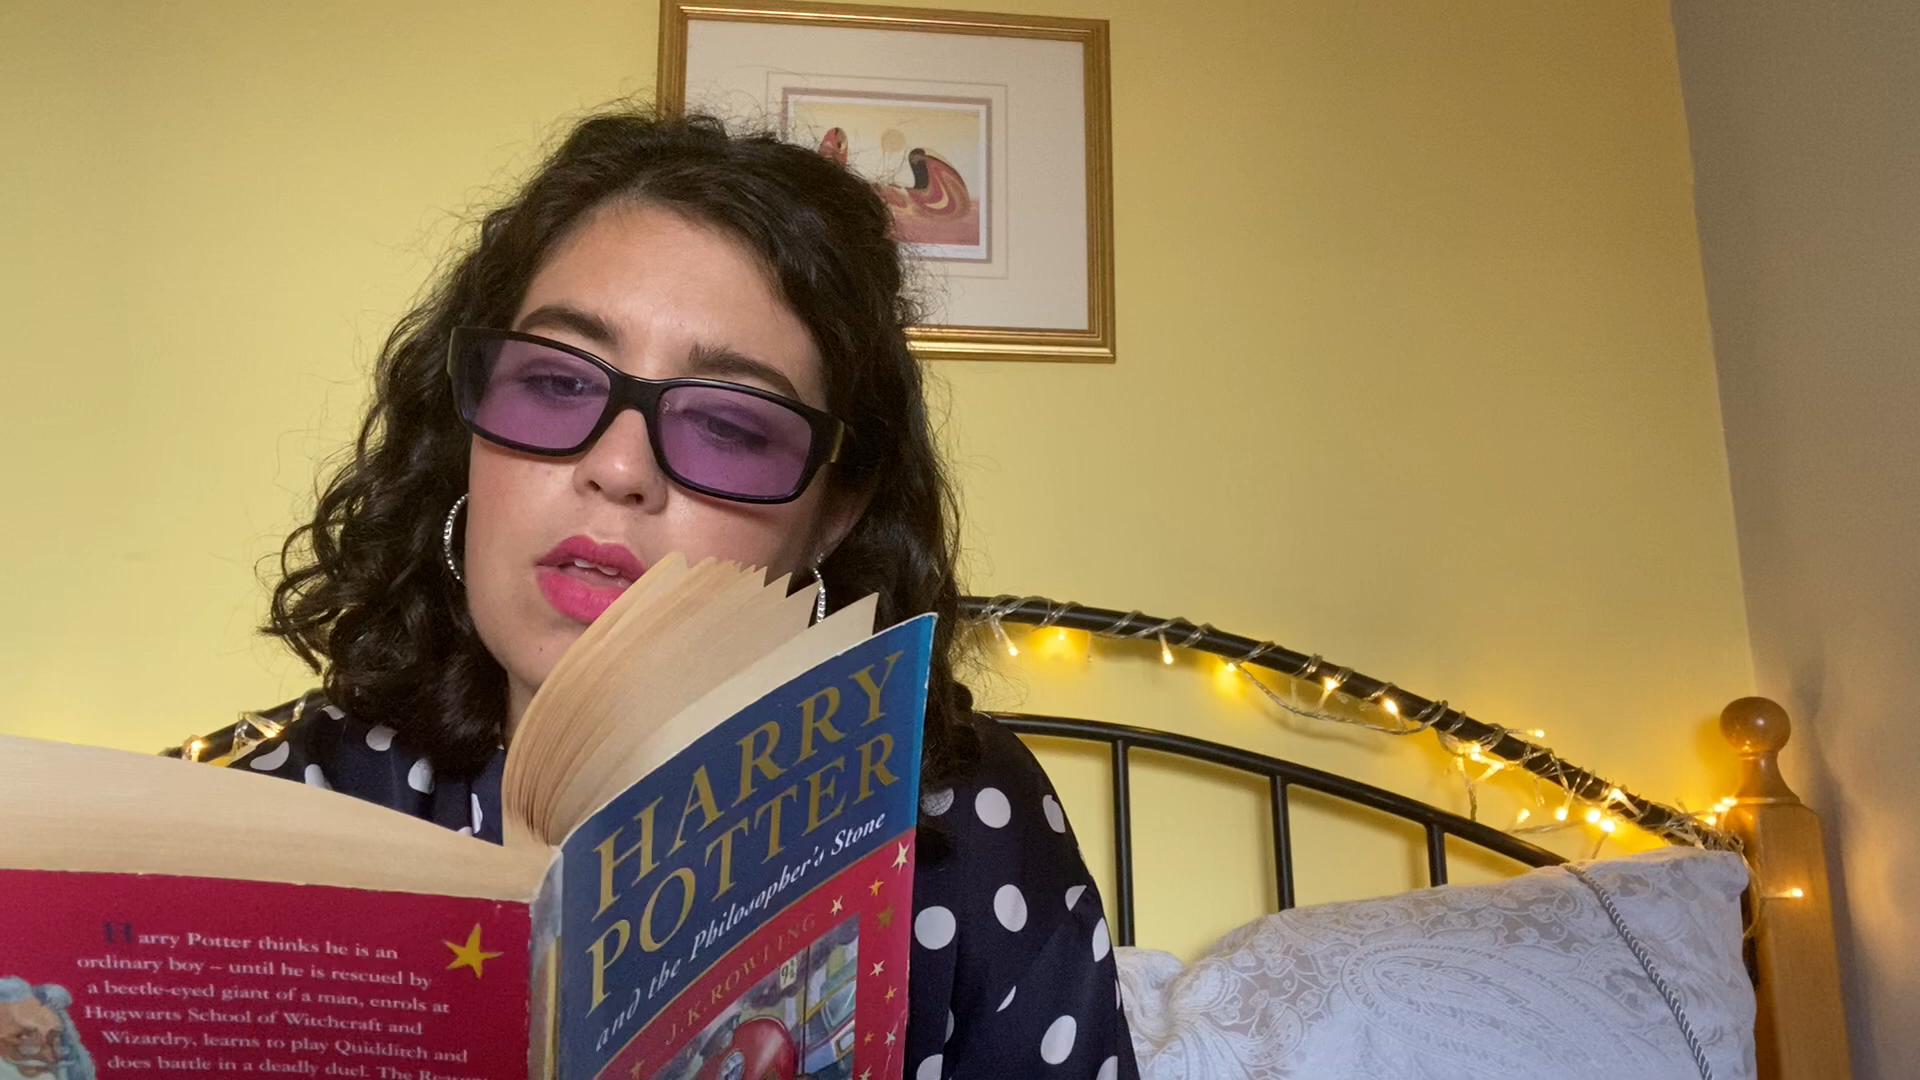 Harry Potter thinks he is an
ordinary boy – until he is rescued by
a beetle-eyed giant of a man, enrols at
Hogwarts School of Witchcraft and
Wizardry, learns to play Quidditch and
does battle in a deadly duel. The
HARRY
POTTER
and the Philosopher's Stone
J.K. ROWLING
9¾